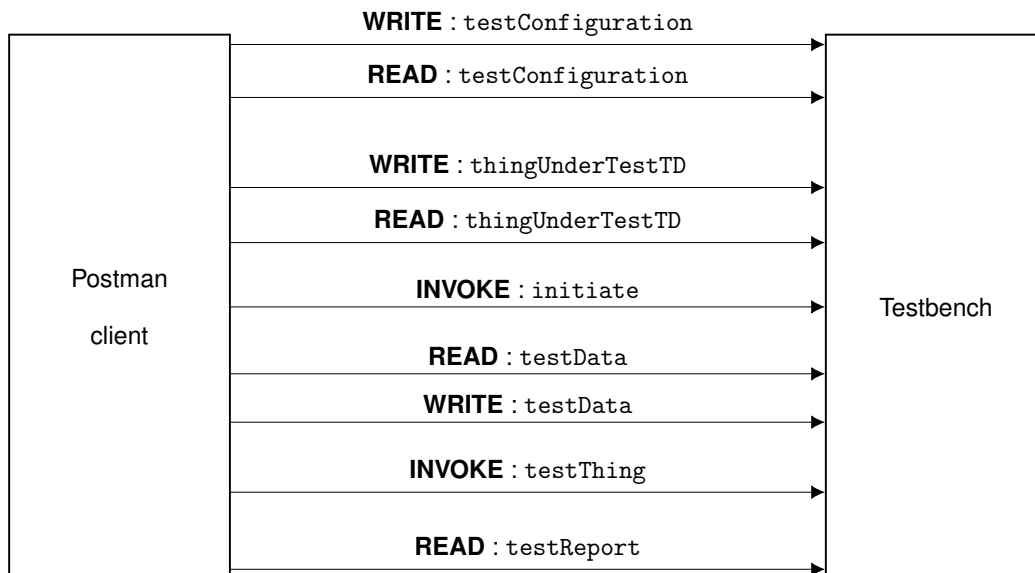 WRITE : testConfiguration
READ : testConfiguration
WRITE : thingUnderTestTD
READ : thingUnderTestTD
Postman
client
INVOKE : initiate
Testbench
READ : testData
WRITE : testData
INVOKE : testThing
READ : testReport